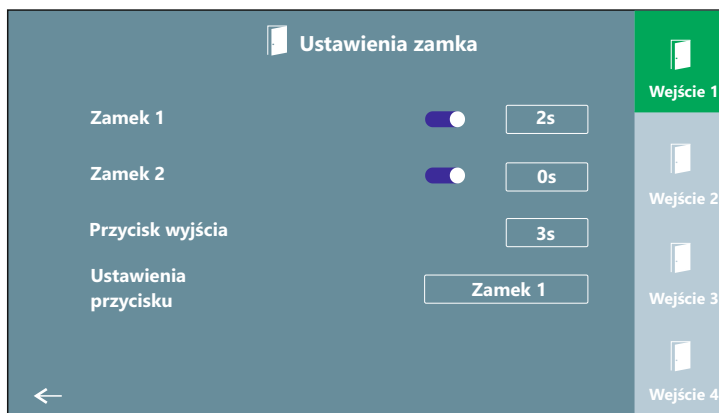 Ustawienia zamka
Zamek 1
2s
Zamek 2
0s
Przycisk wyjścia
3s
Ustawienia
przycisku
Zamek 1
Wejście 1
Wejście 2
Wejście 3
Wejście 4